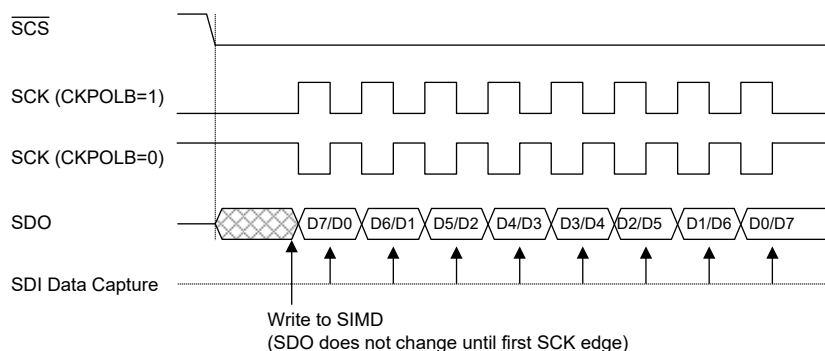 SCS
SCK (CKPOLB=1)
SCK (CKPOLB=0)
SDO D7/D0 D6/D1 D5/D2 D4/D3 D3/D4 D2/D5 D1/D6 D0/D7
SDI Data Capture
Write to SIMD
(SDO does not change until first SCK edge)